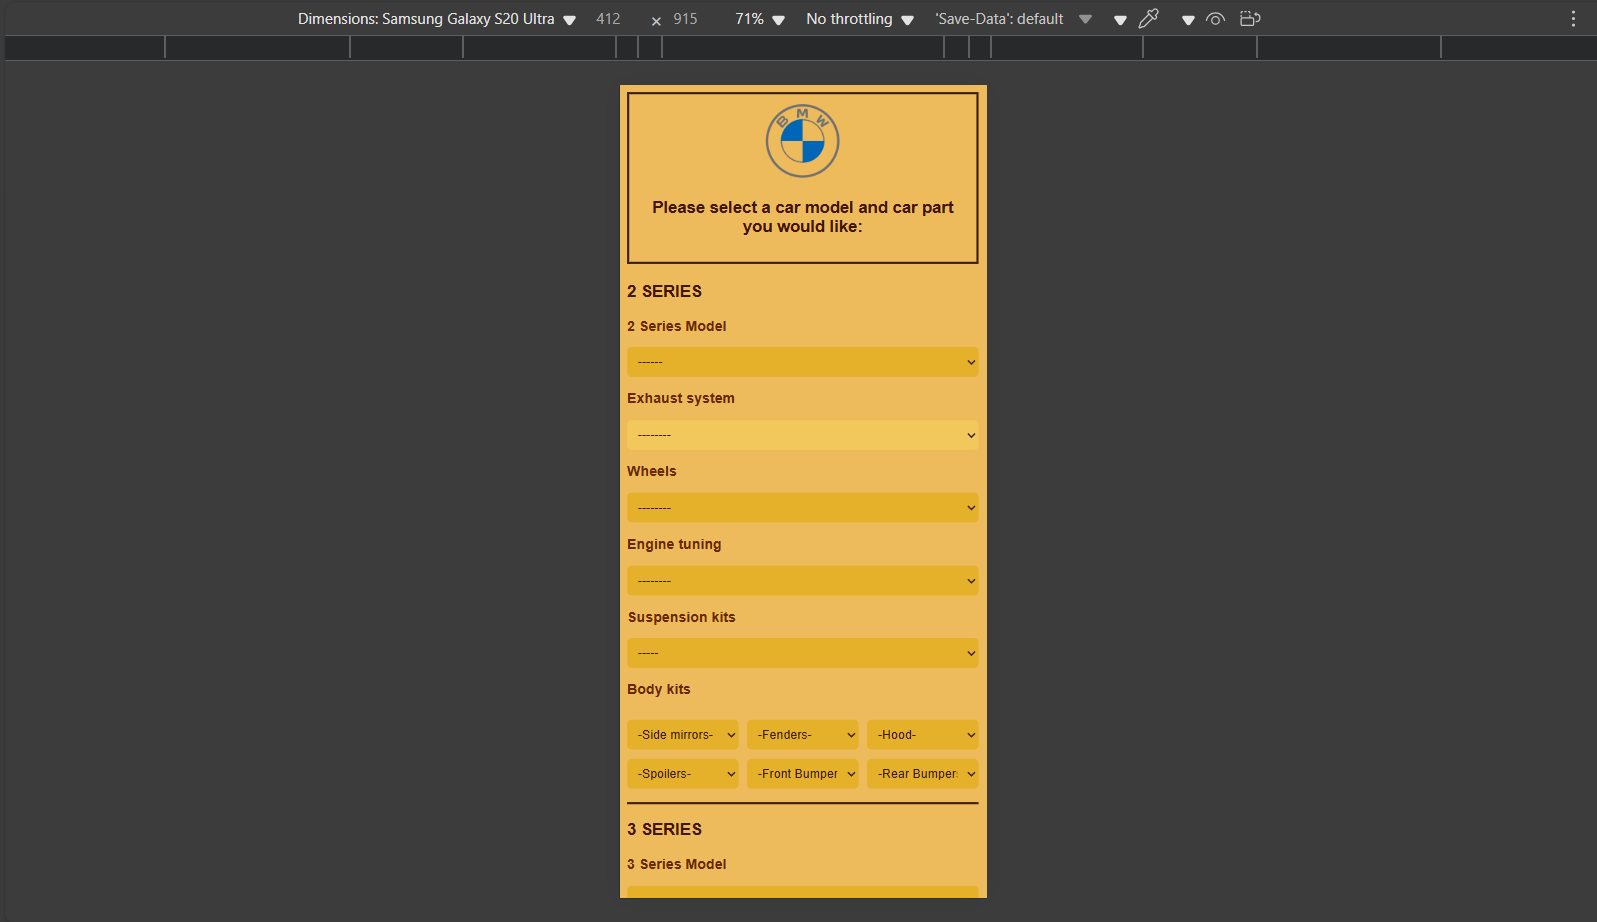 Dimensions: Samsung Galaxy S20 Ultra 412 × 915 71% No throttling 'Save-Data': default
BMW
Please select a car model and car part
you would like:
2 SERIES
2 Series Model
------
Exhaust system
--------
Wheels
--------
Engine tuning
--------
Suspension kits
-----
Body kits
-Side mirrors- -Fenders- -Hood-
-Spoilers- -Front Bumper -Rear Bumper
3 SERIES
3 Series Model